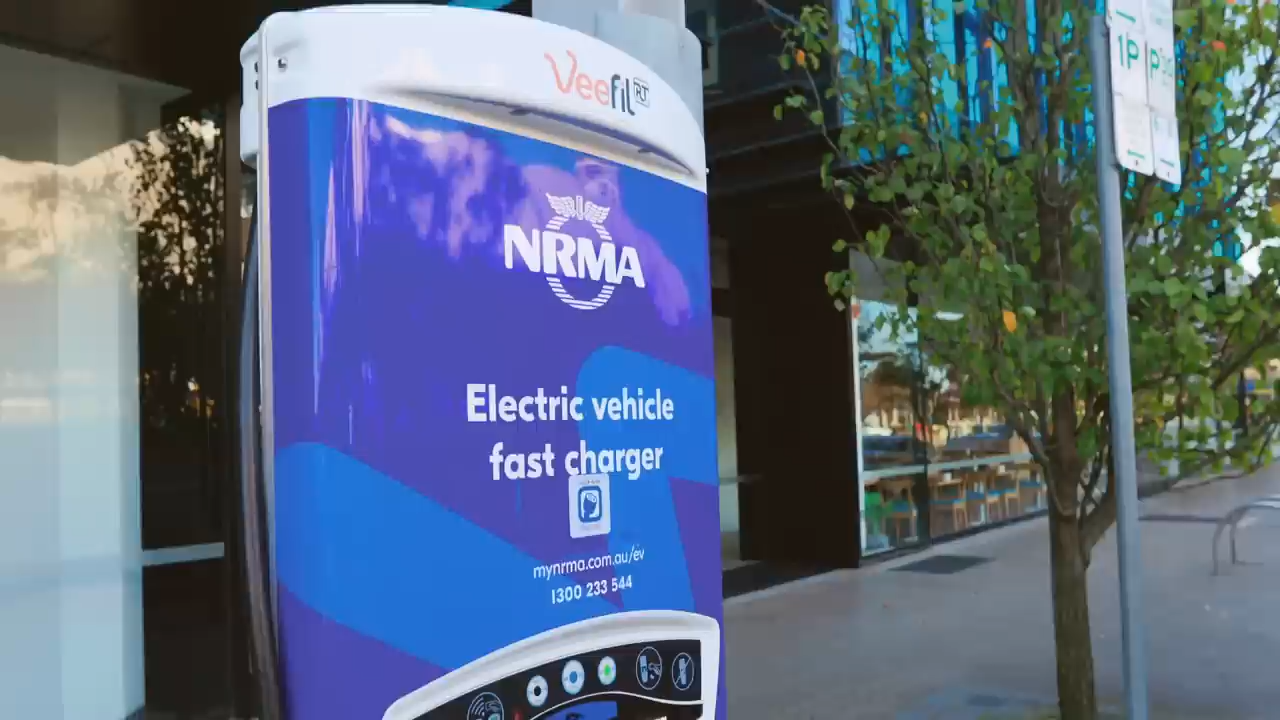 Veefil RT
NRMA
Electric vehicle
fast charger
mynrma.com.au/ev
1300 233 544
1P
P